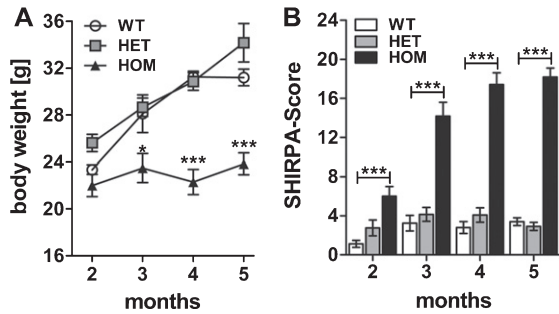 A
body weight [g]
36
32
28
24
20
16
WT
HET
HOM
*
***
***
2 3 4 5
months
B
SHIRPA-Score
24
20
16
12
8
4
0
WT
HET
HOM
***
***
***
***
2 3 4 5
months